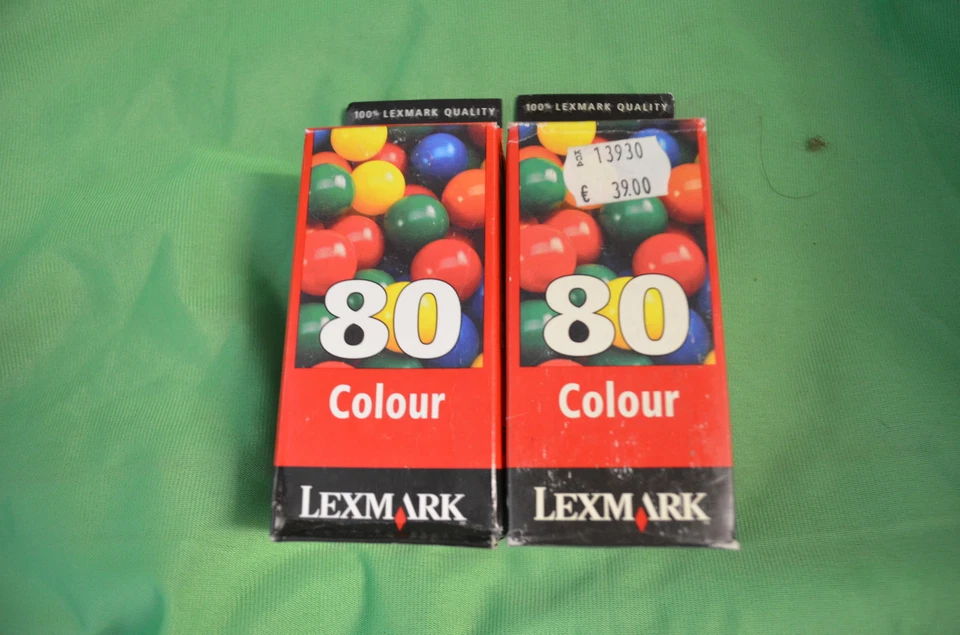 100% LEXMARK QUALITY
80
Colour
LEXMARK
100% LEXMARK QUALITY
13930
€ 39.00
80
Colour
LEXMARK